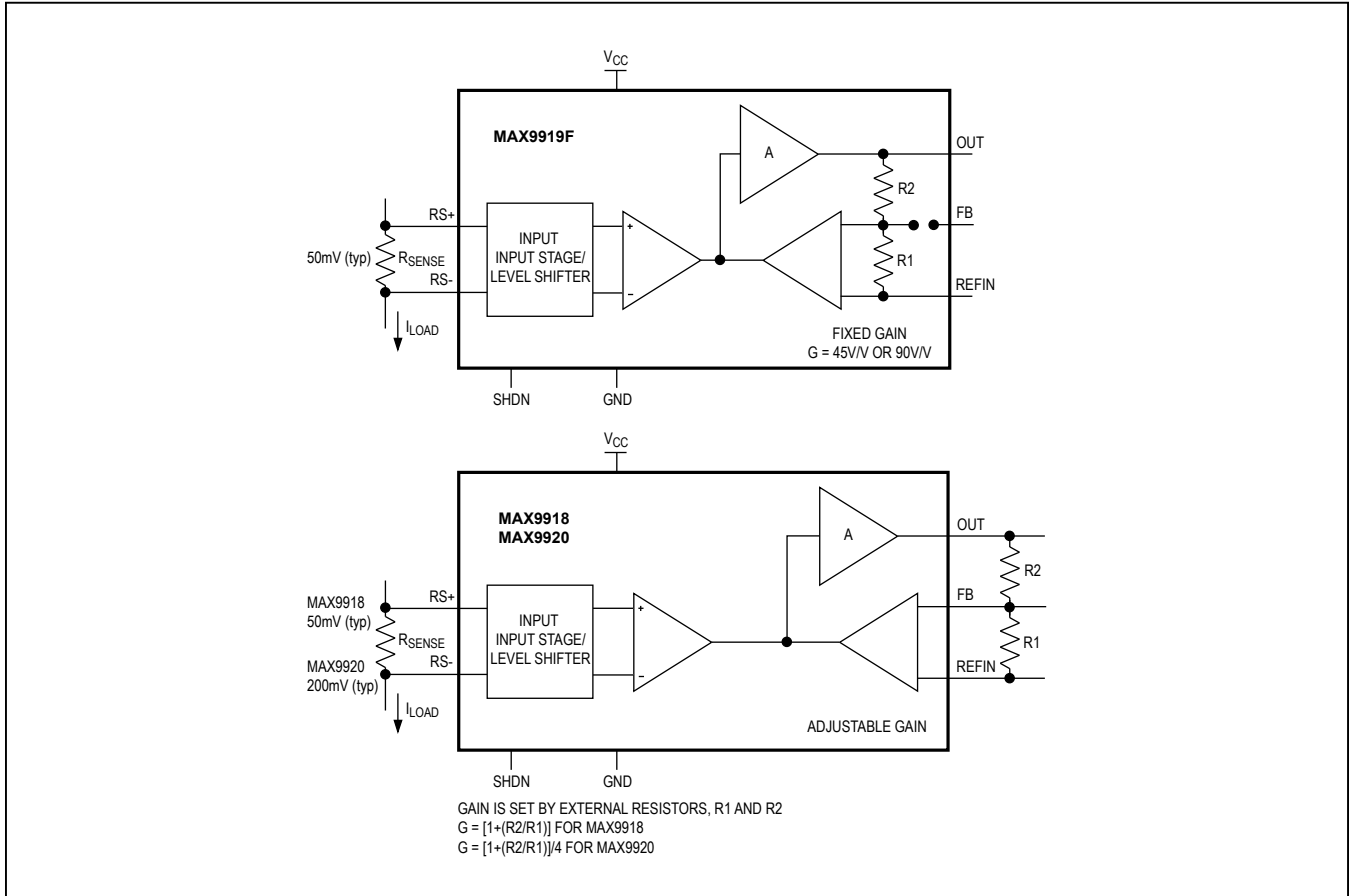 VCC
MAX9919F
A
OUT
R2
FB
RS+
INPUT
INPUT STAGE/
LEVEL SHIFTER
+
−
50mV (typ)
RSENSE
R1
RS-
REFIN
ILOAD
FIXED GAIN
G = 45V/V OR 90V/V
SHDN
GND
VCC
MAX9918
MAX9920
A
OUT
R2
FB
RS+
MAX9918
50mV (typ)
INPUT
INPUT STAGE/
LEVEL SHIFTER
+
−
RSENSE
R1
MAX9920
200mV (typ)
RS-
REFIN
ILOAD
ADJUSTABLE GAIN
SHDN
GND
GAIN IS SET BY EXTERNAL RESISTORS, R1 AND R2
G = [1+(R2/R1)] FOR MAX9918
G = [1+(R2/R1)]/4 FOR MAX9920